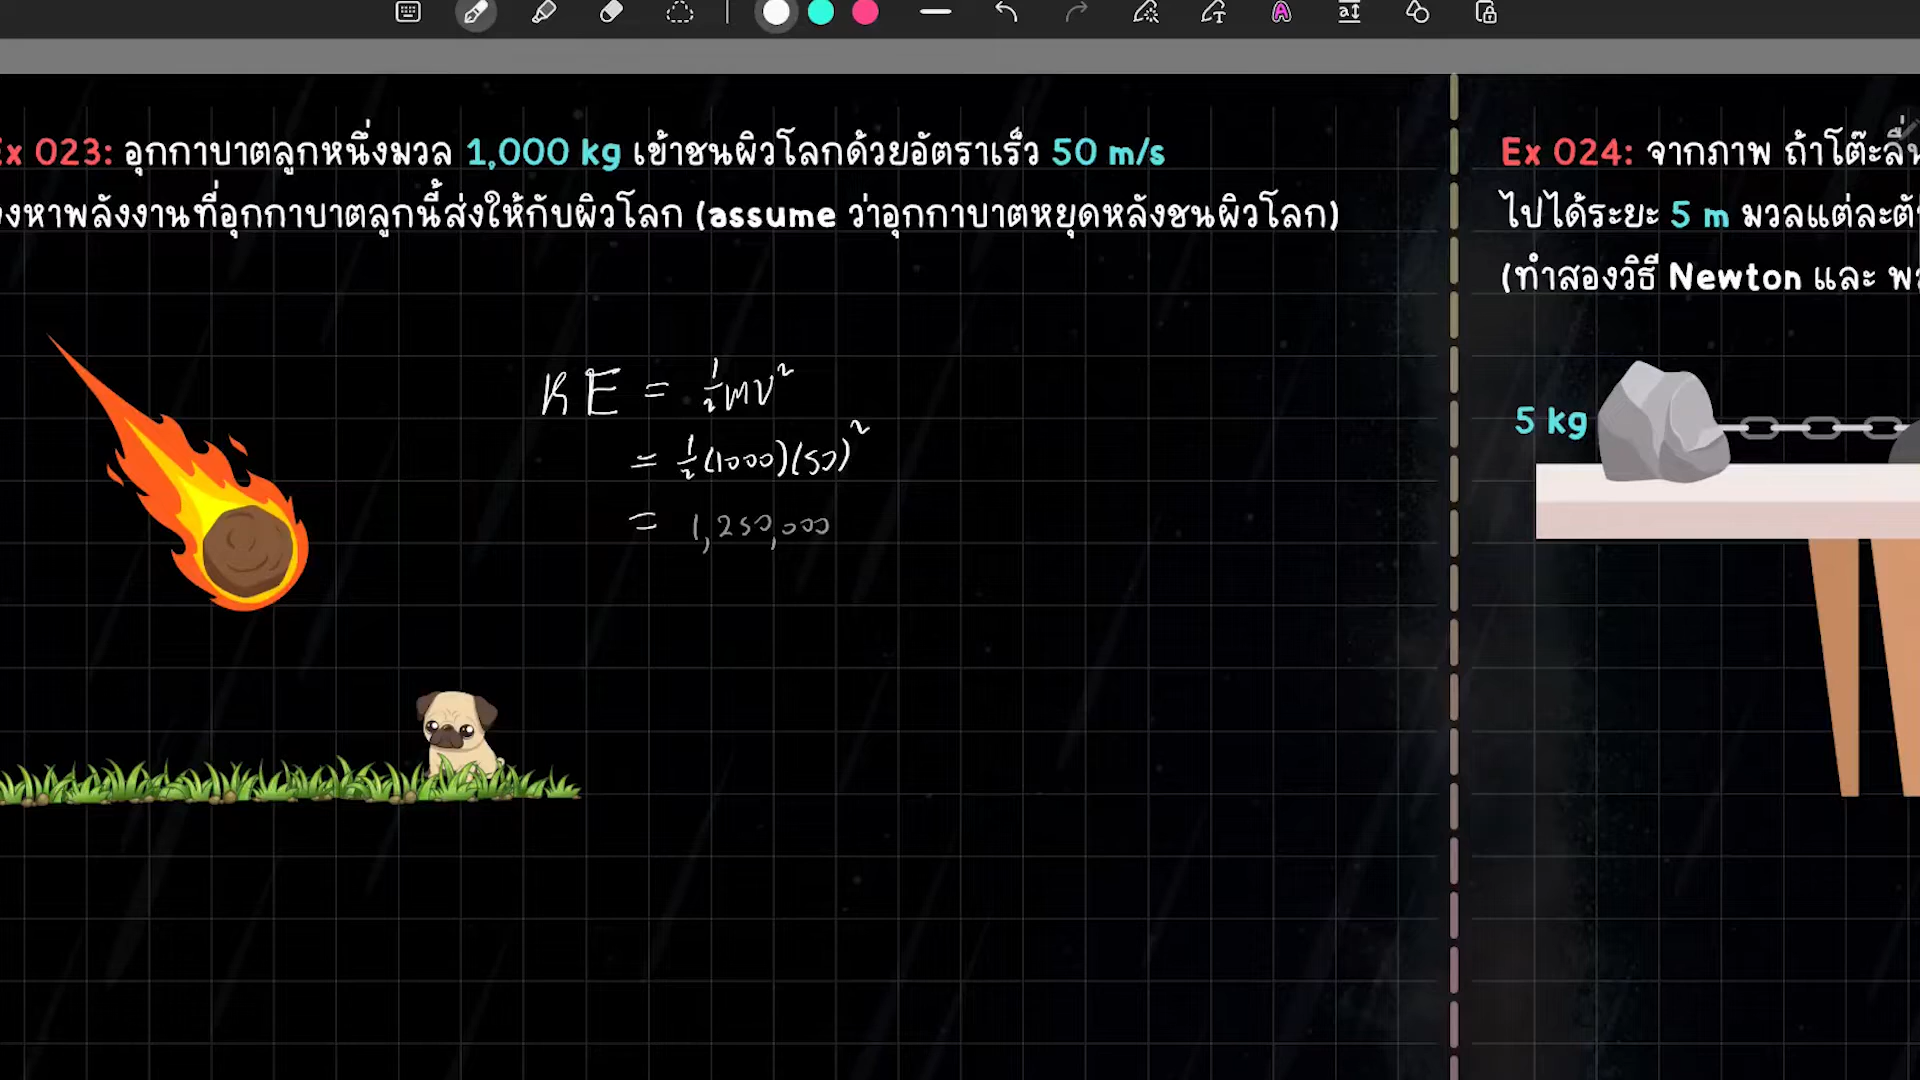 Ex 023: อุกกาบาตลูกหนึ่งมวล 1,000 kg เข้าชนผิวโลกด้วยอัตราเร็ว 50 m/s
งหาพลังงานที่อุกกาบาตลูกนี้ส่งให้กับผิวโลก (assume ว่าอุกกาบาตหยุดหลังชนผิวโลก)
KE = ½mv²
= ½(1000)(50)²
= 1,250,000
Ex 024: จากภาพ ถ้าโต๊ะลื่น
ไปได้ระยะ 5 m มวลแต่ละ
(ทำสองวิธี Newton และ
5 kg